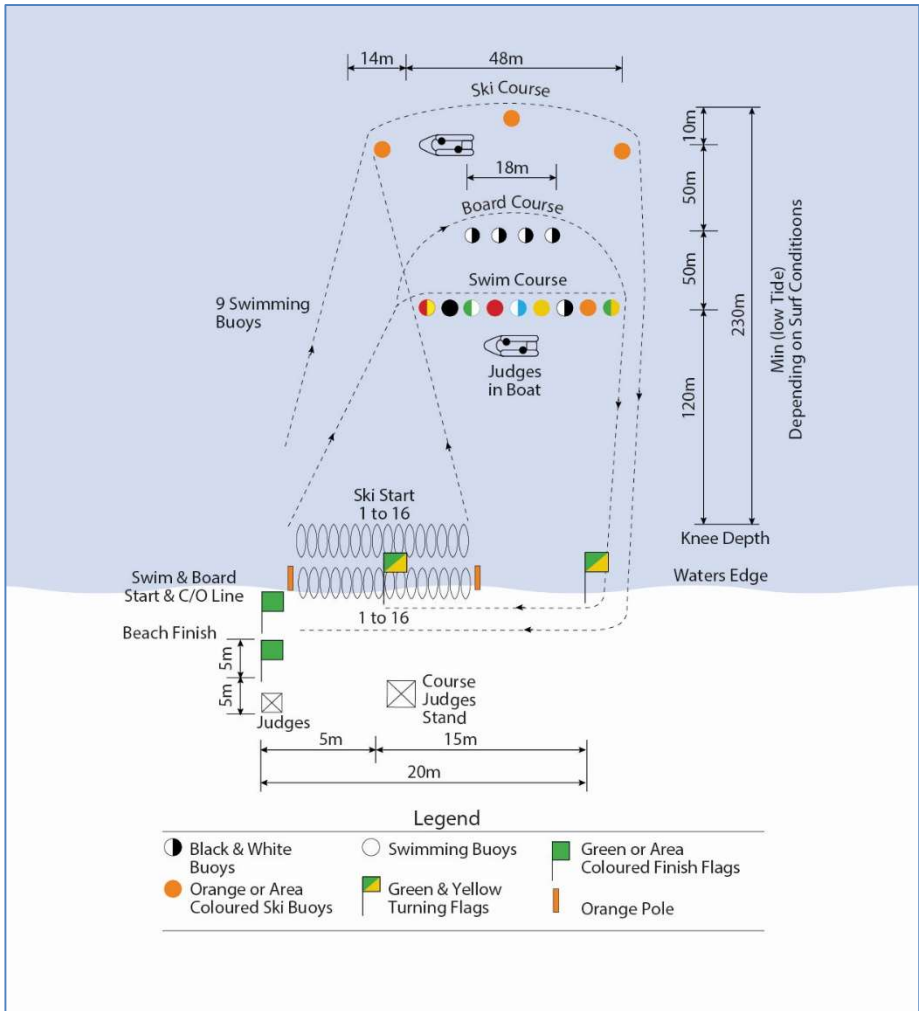 14m
48m
Ski Course
10m
18m
50m
Board Course
50m
Swim Course
9 Swimming
Buoys
230m
Min (low Tide)
Depending on Surf Conditioons
Judges
in Boat
120m
Ski Start
1 to 16
Knee Depth
Waters Edge
Swim & Board
Start & C/O Line
1 to 16
Beach Finish
5m
5m
Judges
Course
Judges
Stand
5m
15m
20m
Legend
Black & White
Buoys
Swimming Buoys
Green or Area
Coloured Finish Flags
Orange or Area
Coloured Ski Buoys
Green & Yellow
Turning Flags
Orange Pole